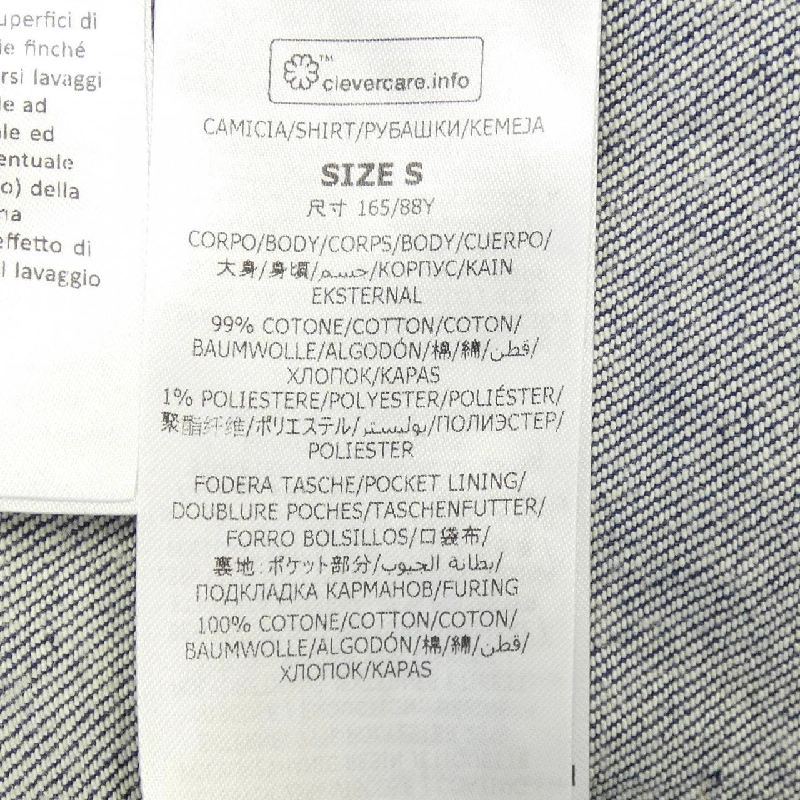 uperfici di
ie finché
rsi lavaggi
le ad
ale ed
entuale
o) della
na
effetto di
l lavaggio
™
clevercare.info
CAMICIA/SHIRT/РУБАШКИ/KEMEJA
SIZE S
尺寸 165/88Y
CORPO/BODY/CORPS/BODY/CUERPO/
大身/身頃/جسم/КОРПУС/KAIN
EKSTERNAL
99% COTONE/COTTON/COTON/
BAUMWOLLE/ALGODÓN/棉/綿/قطن/
ХЛОПОК/KAPAS
1% POLIESTERE/POLYESTER/POLIÉSTER/
聚酯纤维/ポリエステル/بوليستر/ПОЛИЭСТЕР/
POLIESTER
FODERA TASCHE/POCKET LINING/
DOUBLURE POCHES/TASCHENFUTTER/
FORRO BOLSILLOS/口袋布/
裏地:ポケット部分/بطانة الجيوب/
ПОДКЛАДКА КАРМАНОВ/FURING
100% COTONE/COTTON/COTON/
BAUMWOLLE/ALGODÓN/棉/綿/قطن/
ХЛОПОК/KAPAS